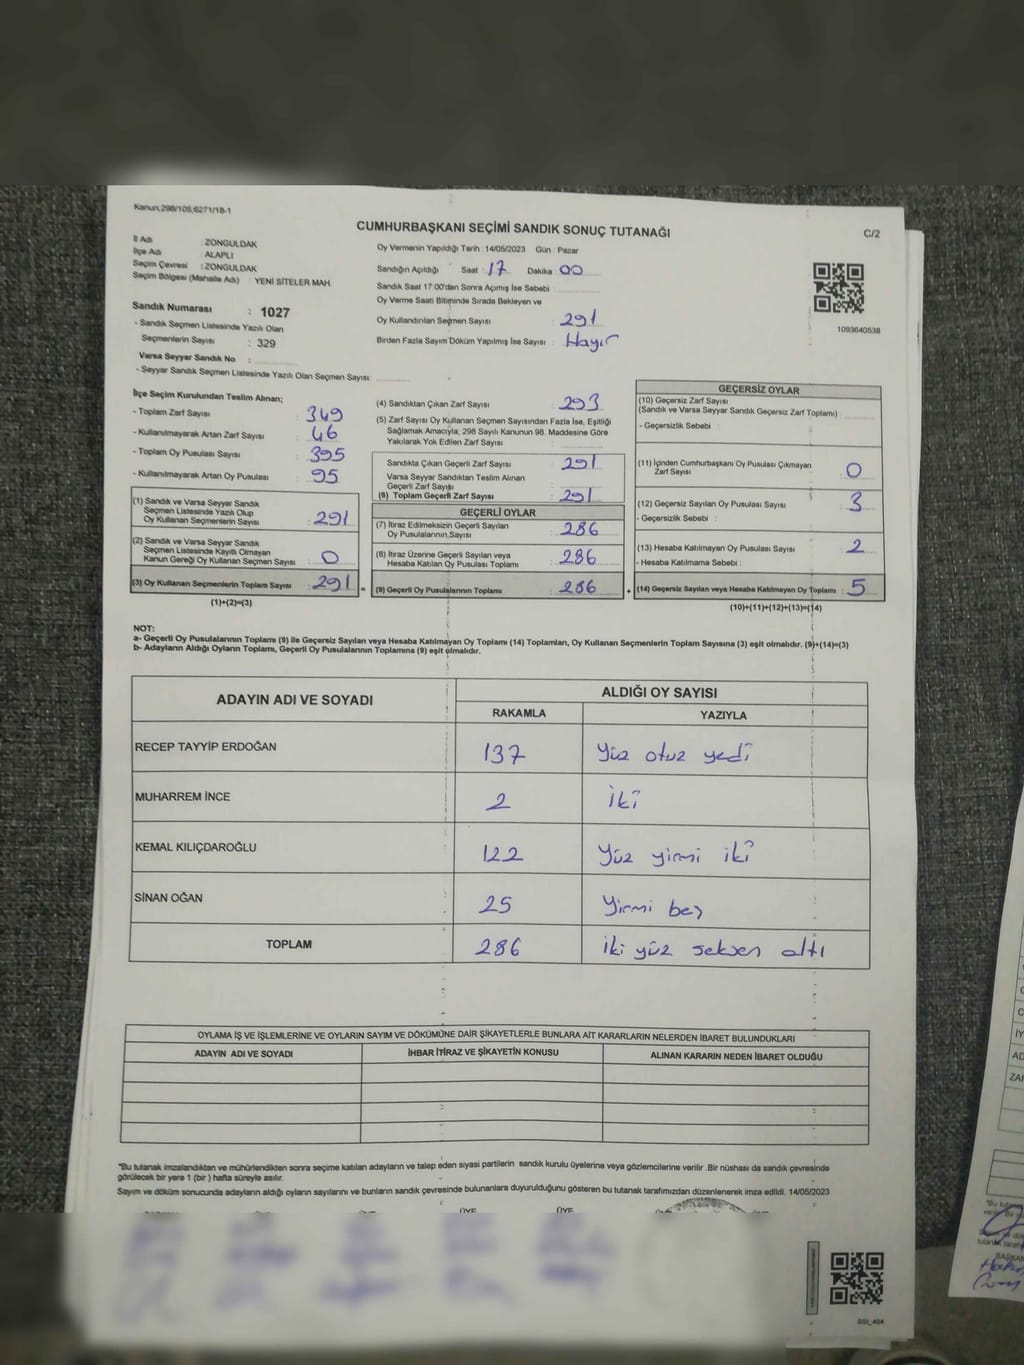 Kanun;298/105;6271/18-1
CUMHURBAŞKANI SEÇİMİ SANDIK SONUÇ TUTANAĞI
C/2
İl Adı : ZONGULDAK
İlçe Adı : ALAPLI
Seçim Çevresi : ZONGULDAK
Seçim Bölgesi (Mahalle Adı) : YENİ SİTELER MAH.
Sandık Numarası : 1027
- Sandık Seçmen Listesinde Yazılı Olan
Seçmenlerin Sayısı : 329
Varsa Seyyar Sandık No :
- Seyyar Sandık Seçmen Listesinde Yazılı Olan Seçmen Sayısı:
Oy Vermenin Yapıldığı Tarih : 14/05/2023 Gün : Pazar
Sandığın Açıldığı Saat 17 Dakika 00
Sandık Saat 17:00'dan Sonra Açımış İse Sebebi :
Oy Verme Saati Bitiminde Sırada Bekleyen ve
Oy Kullandırılan Seçmen Sayısı : 291
Birden Fazla Sayım Döküm Yapılmış İse Sayısı : Hayır
1093640538
İlçe Seçim Kurulundan Teslim Alınan;
- Toplam Zarf Sayısı : 349
- Kullanılmayarak Artan Zarf Sayısı : 46
- Toplam Oy Pusulası Sayısı : 395
- Kullanılmayarak Artan Oy Pusulası : 95
(1) Sandık ve Varsa Seyyar Sandık
Seçmen Listesinde Yazılı Olup
Oy Kullanan Seçmenlerin Sayısı : 291
(2) Sandık ve Varsa Seyyar Sandık
Seçmen Listesinde Kayıtlı Olmayan
Kanun Gereği Oy Kullanan Seçmen Sayısı : 0
(3) Oy Kullanan Seçmenlerin Toplam Sayısı : 291 =
(1)+(2)=(3)
(4) Sandıktan Çıkan Zarf Sayısı : 293
(5) Zarf Sayısı Oy Kullanan Seçmen Sayısından Fazla İse, Eşitliği
Sağlamak Amacıyla; 298 Sayılı Kanunun 98. Maddesine Göre
Yakılarak Yok Edilen Zarf Sayısı :
Sandıkta Çıkan Geçerli Zarf Sayısı : 291
Varsa Seyyar Sandıktan Teslim Alınan
Geçerli Zarf Sayısı :
(6) Toplam Geçerli Zarf Sayısı : 291
GEÇERLİ OYLAR
(7) İtiraz Edilmeksizin Geçerli Sayılan
Oy Pusulalarının Sayısı : 286
(8) İtiraz Üzerine Geçerli Sayılan veya
Hesaba Katılan Oy Pusulası Toplamı : 286
(9) Geçerli Oy Pusulalarının Toplamı : 286 +
GEÇERSİZ OYLAR
(10) Geçersiz Zarf Sayısı
(Sandık ve Varsa Seyyar Sandık Geçersiz Zarf Toplamı) :
- Geçersizlik Sebebi :
(11) İçinden Cumhurbaşkanı Oy Pusulası Çıkmayan
Zarf Sayısı : 0
(12) Geçersiz Sayılan Oy Pusulası Sayısı : 3
- Geçersizlik Sebebi :
(13) Hesaba Katılmayan Oy Pusulası Sayısı : 2
- Hesaba Katılmama Sebebi :
(14) Geçersiz Sayılan veya Hesaba Katılmayan Oy Toplamı : 5
(10)+(11)+(12)+(13)=(14)
NOT:
a- Geçerli Oy Pusulalarının Toplamı (9) ile Geçersiz Sayılan veya Hesaba Katılmayan Oy Toplamı (14) Toplamları, Oy Kullanan Seçmenlerin Toplam Sayısına (3) eşit olmalıdır. (9)+(14)=(3)
b- Adayların Aldığı Oyların Toplamı, Geçerli Oy Pusulalarının Toplamına (9) eşit olmalıdır.
ADAYIN ADI VE SOYADI ALDIĞI OY SAYISI
RAKAMLA YAZIYLA
RECEP TAYYİP ERDOĞAN 137 Yüz otuz yedi
MUHARREM İNCE 2 İki
KEMAL KILIÇDAROĞLU 122 Yüz yirmi iki
SİNAN OĞAN 25 Yirmi beş
TOPLAM 286 iki yüz seksen altı
OYLAMA İŞ VE İŞLEMLERİNE VE OYLARIN SAYIM VE DÖKÜMÜNE DAİR ŞİKAYETLERLE BUNLARA AİT KARARLARIN NELERDEN İBARET BULUNDUKLARI
ADAYIN ADI VE SOYADI İHBAR İTİRAZ VE ŞİKAYETİN KONUSU ALINAN KARARIN NEDEN İBARET OLDUĞU
*Bu tutanak imzalandıktan ve mühürlendikten sonra seçime katılan adayların ve talep eden siyasi partilerin sandık kurulu üyelerine veya gözlemcilerine verilir .Bir nüshası da sandık çevresinde
görülecek bir yere 1 (bir ) hafta süreyle asılır.
Sayım ve döküm sonucunda adayların aldığı oyların sayılarını ve bunların sandık çevresinde bulunanlara duyurulduğunu gösteren bu tutanak tarafımızdan düzenlenerek imza edildi. 14/05/2023
ÜYE ÜYE